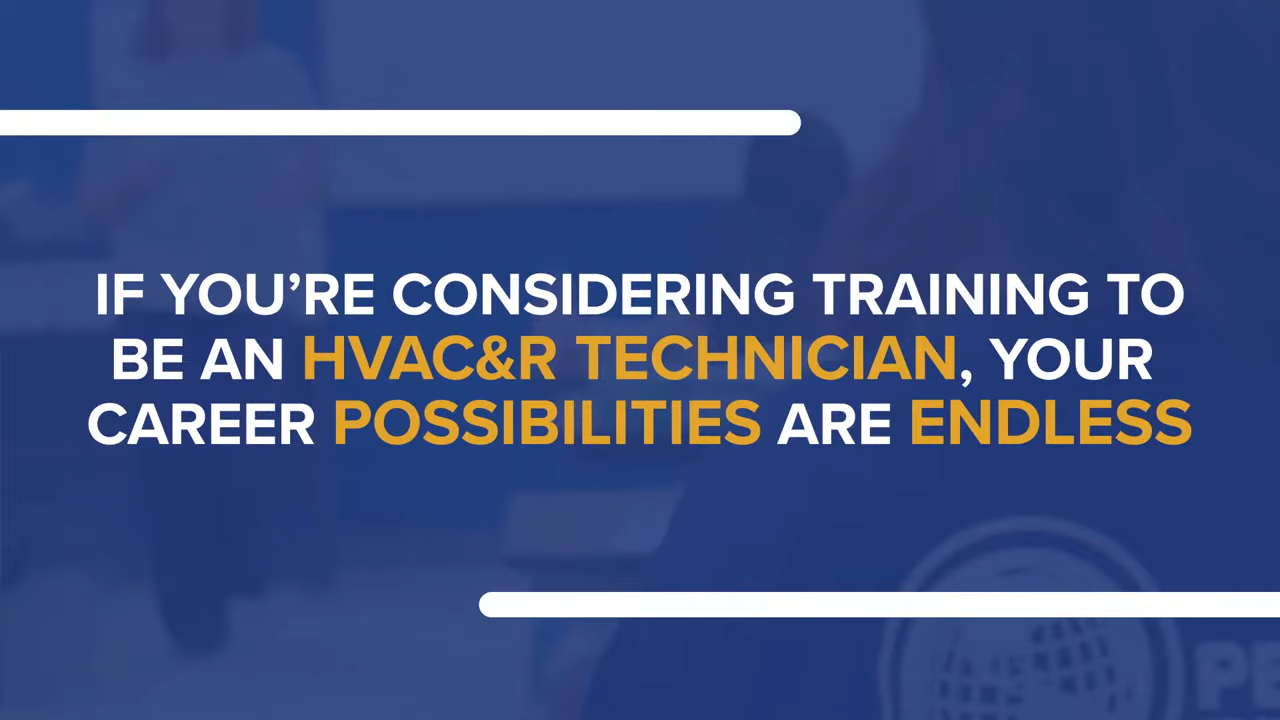 IF YOU’RE CONSIDERING TRAINING TO
BE AN HVAC&R TECHNICIAN, YOUR
CAREER POSSIBILITIES ARE ENDLESS